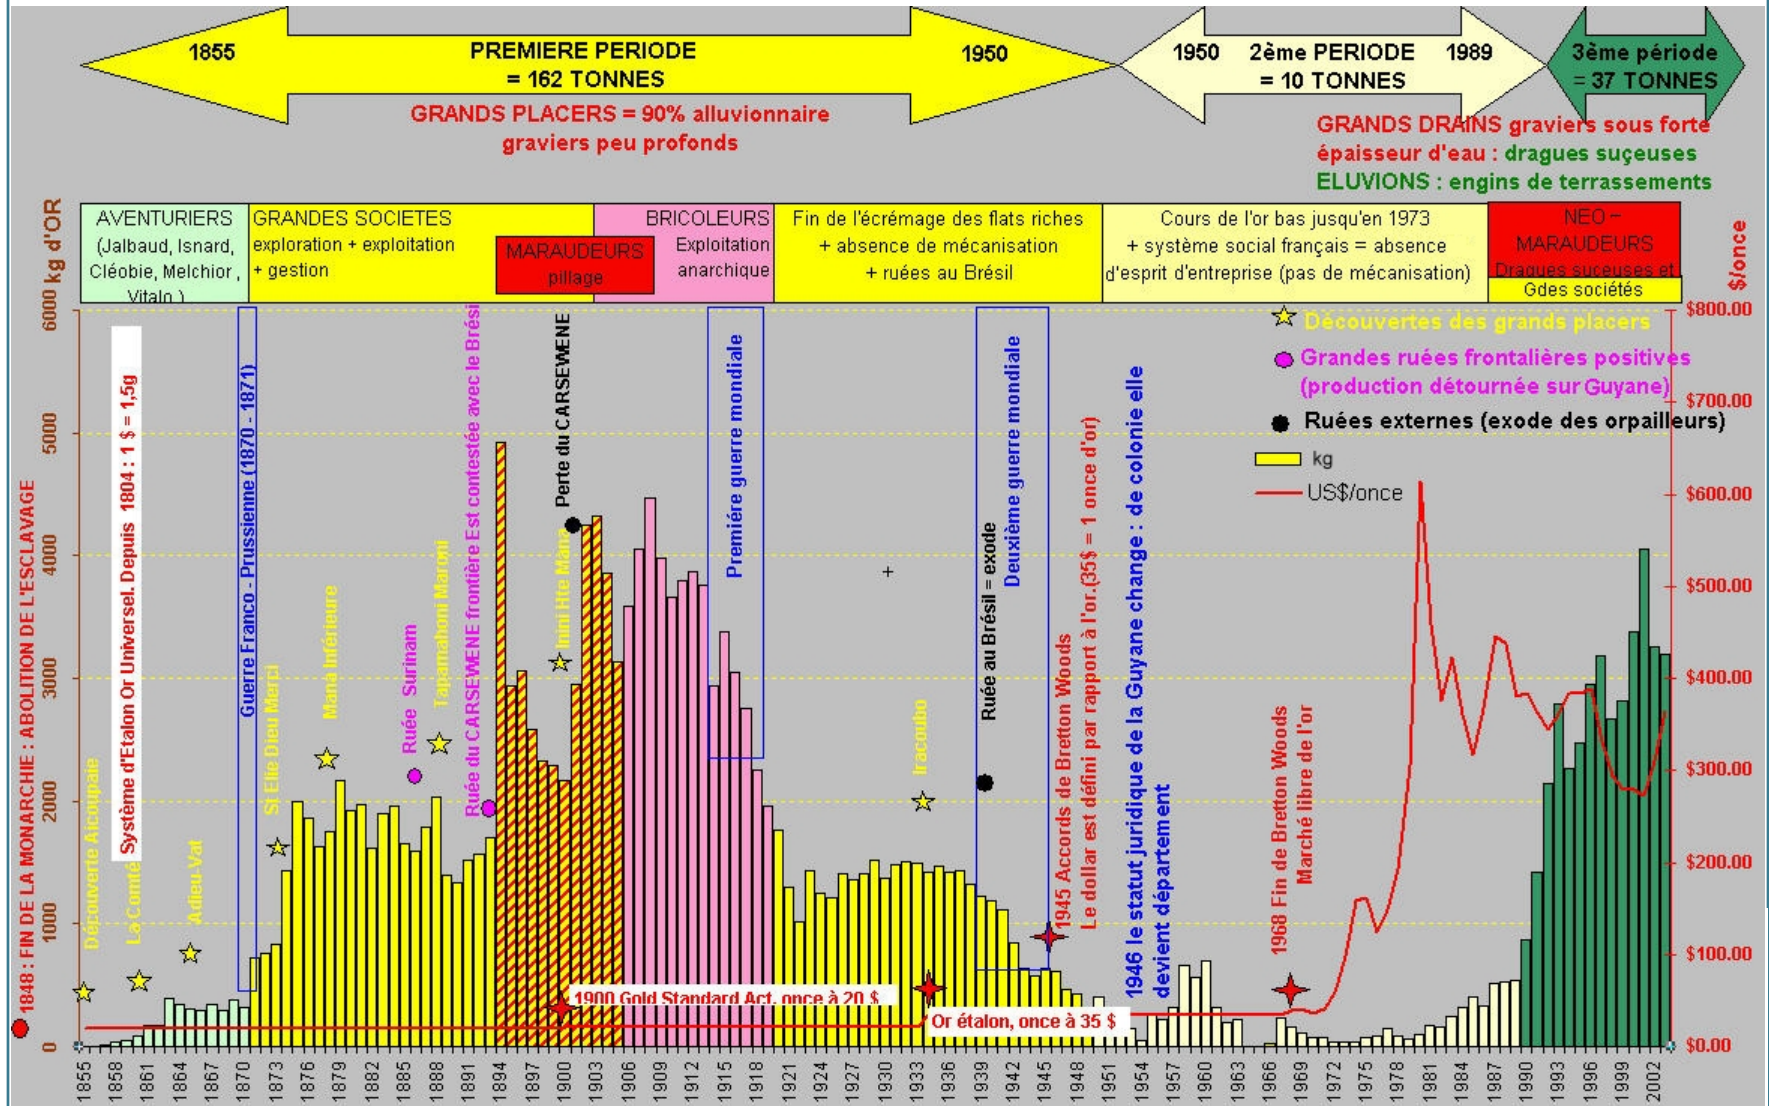 1855
PREMIERE PERIODE
= 162 TONNES
1950
1950
2ème PERIODE
= 10 TONNES
1989
3ème période
= 37 TONNES
GRANDS PLACERS = 90% alluvionnaire
graviers peu profonds
GRANDS DRAINS graviers sous forte
épaisseur d'eau : dragues suçeuses
ELUVIONS : engins de terrassements
kg d'OR
AVENTURIERS
(Jalbaud, Isnard,
Cléobie, Melchior ,
Vitalo )
GRANDES SOCIETES
exploration + exploitation
+ gestion
MARAUDEURS
pillage
BRICOLEURS
Exploitation
anarchique
Fin de l'écrémage des flats riches
+ absence de mécanisation
+ ruées au Brésil
Cours de l'or bas jusqu'en 1973
+ système social français = absence
d'esprit d'entreprise (pas de mécanisation)
NEO –
MARAUDEURS
Dragues suceuses et
Gdes sociétés
$/once
6000
5000
4000
3000
2000
1000
0
$800.00
$700.00
$600.00
$500.00
$400.00
$300.00
$200.00
$100.00
$0.00
Découvertes des grands placers
Grandes ruées frontalières positives
(production détournée sur Guyane)
Ruées externes (exode des orpailleurs)
kg
US$/once
1848 : FIN DE LA MONARCHIE : ABOLITION DE L'ESCLAVAGE
Découverte Aicoupaie
La Comté
Système d'Etalon Or Universel. Depuis 1804 : 1 $ = 1,5g
Adieu-Vat
Guerre Franco - Prussienne (1870 - 1871)
St Elie Dieu Merci
Mana Inférieure
Ruée Surinam
Tapamahoni Maroni
Ruée du CARSEWENE frontière Est contestée avec le Brési
Perte du CARSEWENE
Inini Hte Mana
1900 Gold Standard Act. once à 20 $
Premiére guerre mondiale
Iracoubo
Or étalon, once à 35 $
Ruée au Brésil = exode
Deuxième guerre mondiale
1945 Accords de Bretton Woods
Le dollar est défini par rapport à l'or.(35$ = 1 once d'or)
1946 le statut juridique de la Guyane change : de colonie elle
devient département
1968 Fin de Bretton Woods
Marché libre de l'or
1855
1858
1861
1864
1867
1870
1873
1876
1879
1882
1885
1888
1891
1894
1897
1900
1903
1906
1909
1912
1915
1918
1921
1924
1927
1930
1933
1936
1939
1942
1945
1948
1951
1954
1957
1960
1963
1966
1969
1972
1975
1978
1981
1984
1987
1990
1993
1996
1999
2002